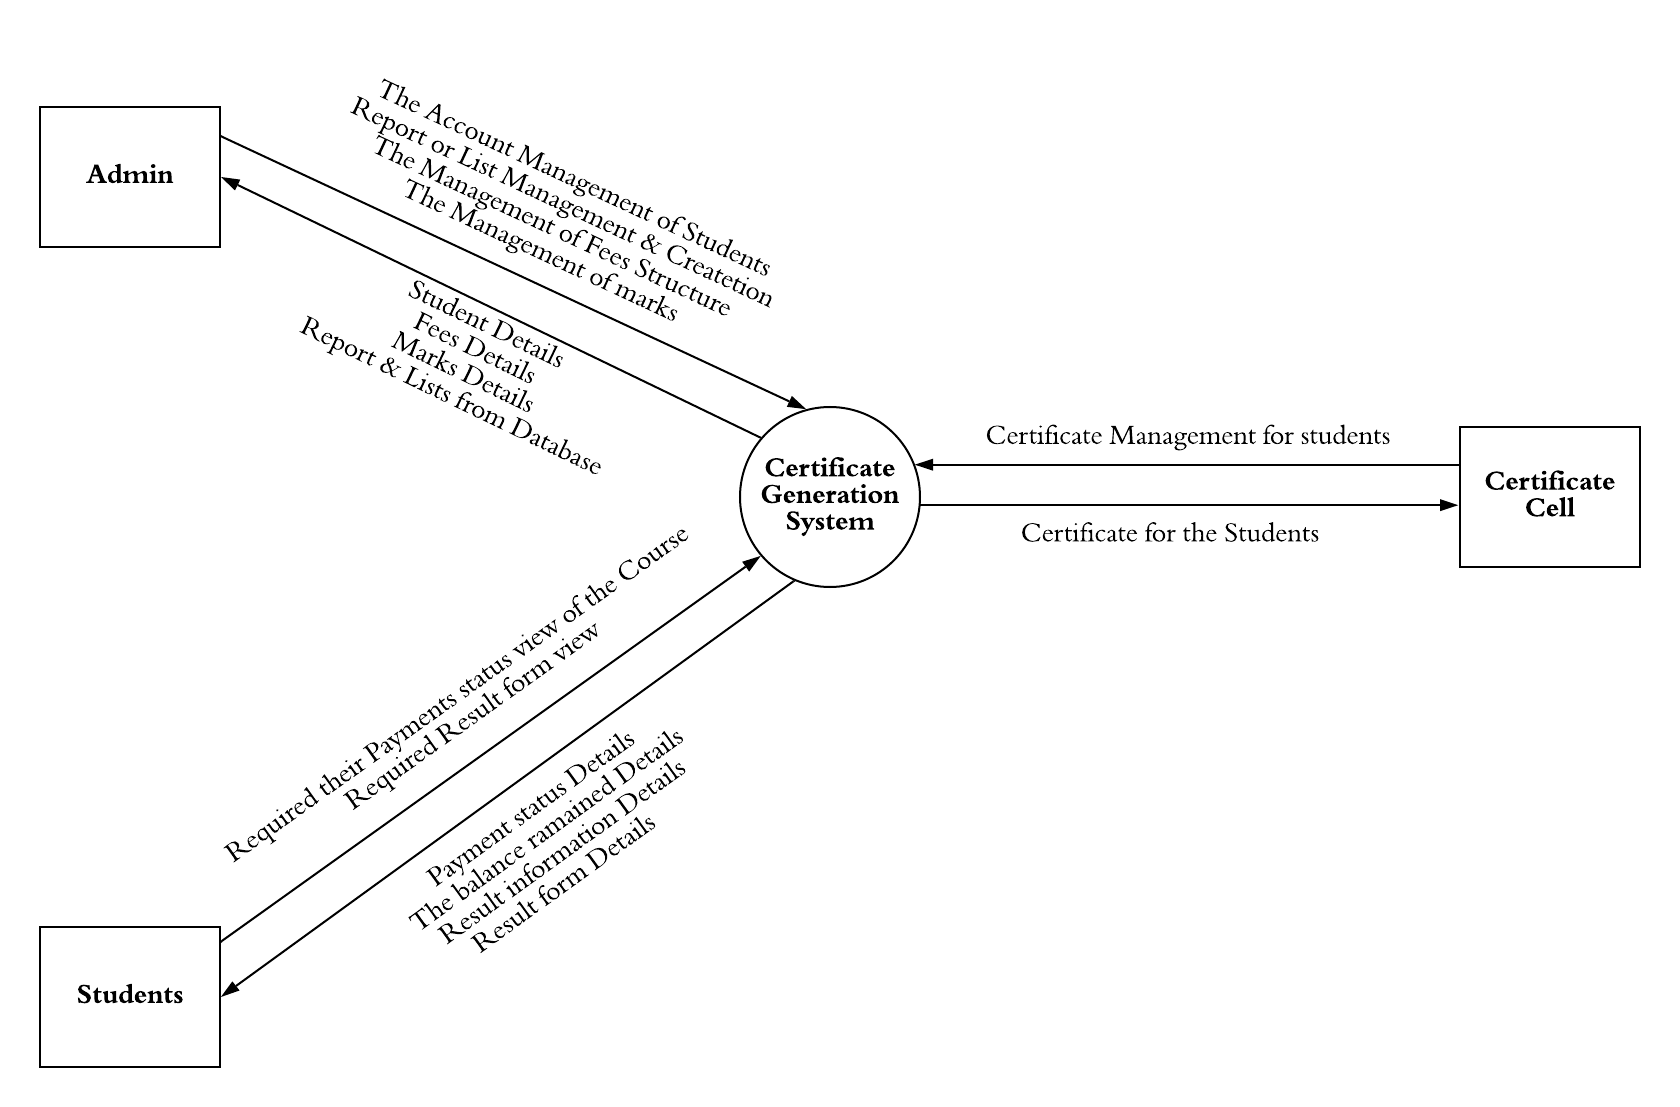 The Account Management of Students
Report or List Management & Createtion
The Management of Fees Structure
The Management of marks
Admin
Student Details
Fees Details
Marks Details
Report & Lists from Database
Certificate
Generation
System
Certificate Management for students
Certificate
Cell
Certificate for the Students
Required their Payments status view of the Course
Required Result form view
Payment status Details
The balance ramained Details
Result information Details
Result form Details
Students